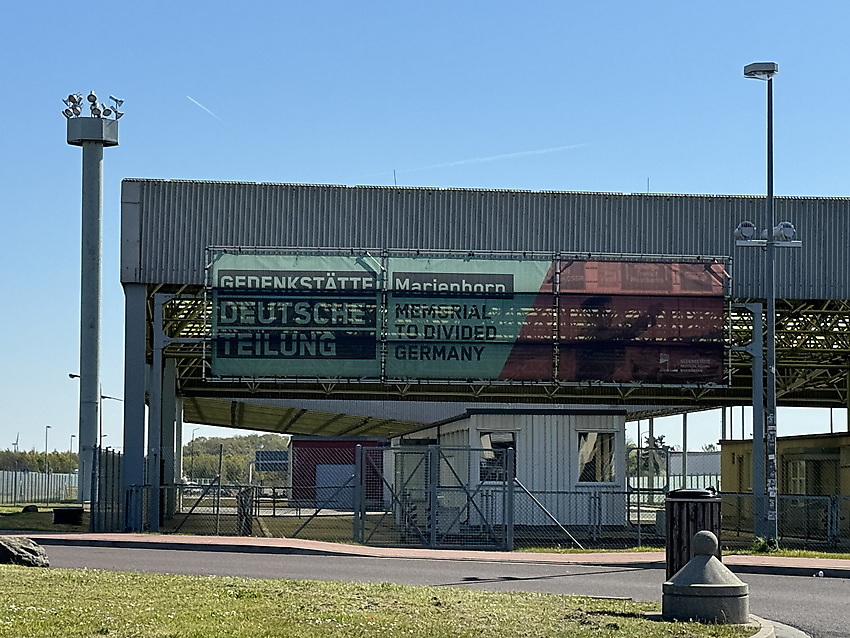 GEDENKSTÄTTE
DEUTSCHE
TEILUNG
Marienborn
MEMORIAL
TO DIVIDED
GERMANY